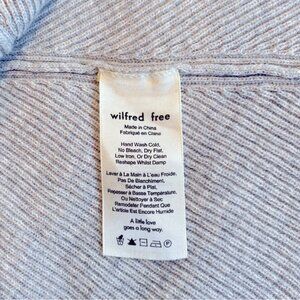 wilfred free
Made in China
Fabriqué en China
Hand Wash Cold,
No Bleach, Dry Flat,
Low Iron, Or Dry Clean
Reshape Whilst Damp
Laver à La Main à L'eau Froide,
Pas De Blanchiment,
Sécher à Plat,
Repasser à Basse Température,
Ou Nettoyer à Sec
Remodeler Pendant Que
L'article Est Encore Humide
A little love
goes a long way.